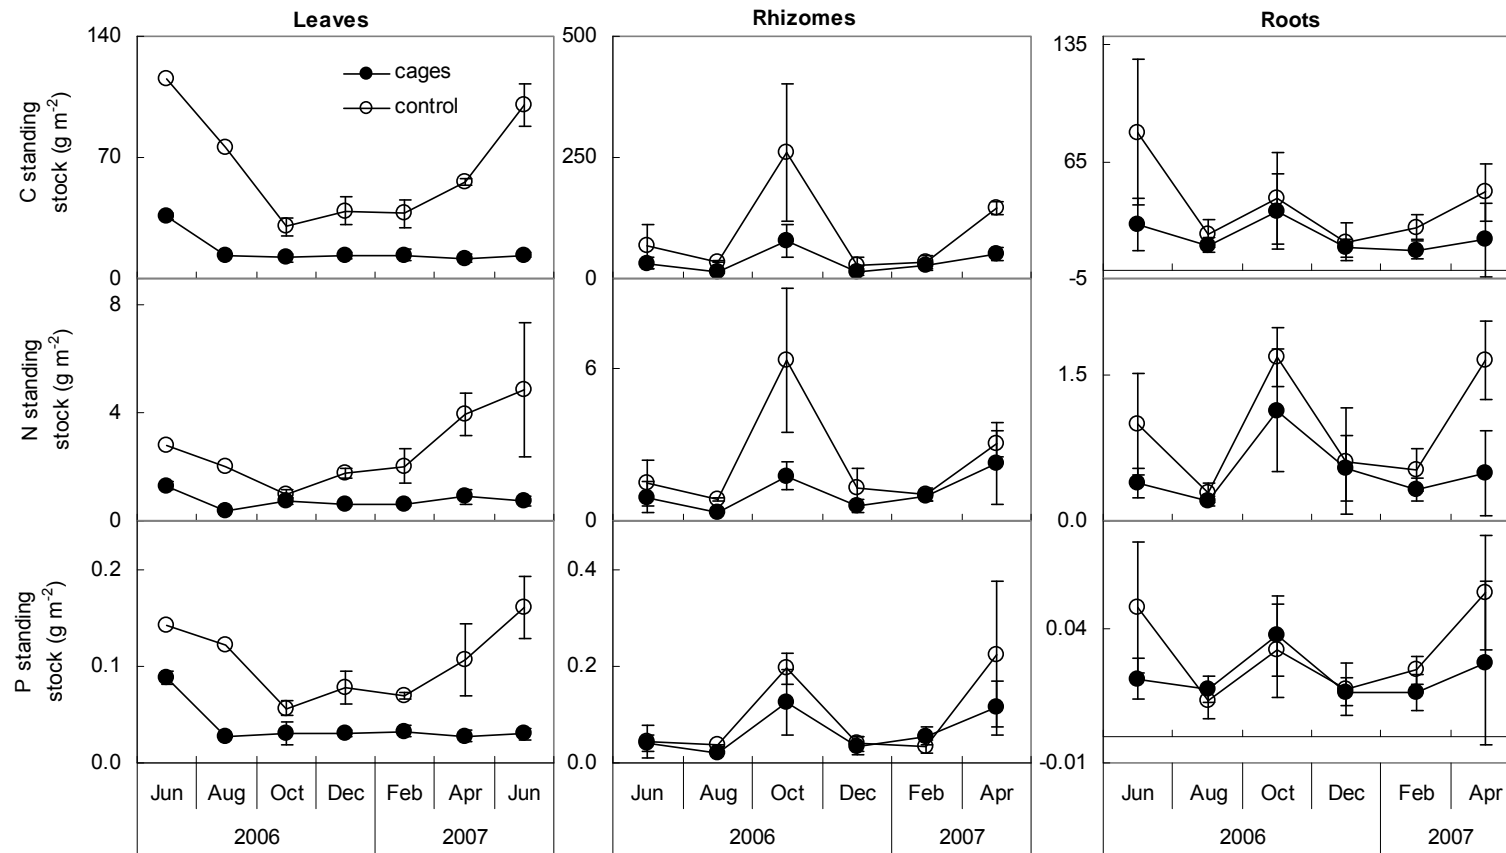 Leaves
Rhizomes
Roots
C standing
stock (g m-2)
140
70
0
cages
control
500
250
0
135
65
-5
N standing
stock (g m-2)
8
4
0
6
0
1.5
0.0
P standing
stock (g m-2)
0.2
0.1
0.0
0.4
0.2
0.0
0.04
-0.01
Jun Aug Oct Dec Feb Apr Jun
2006 2007
Jun Aug Oct Dec Feb Apr
2006 2007
Jun Aug Oct Dec Feb Apr
2006 2007